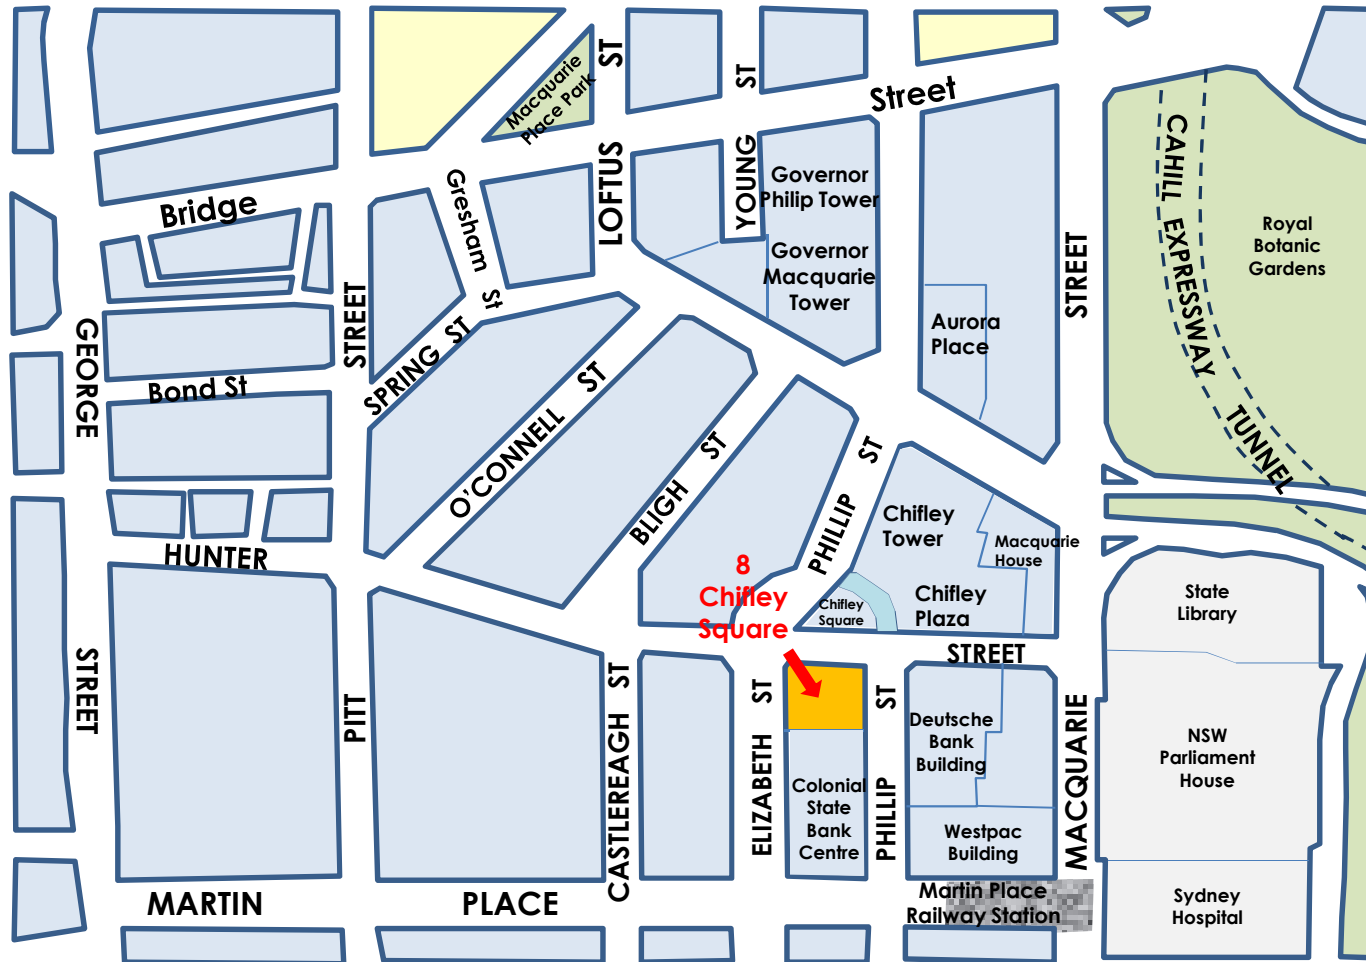 Macquarie
Place Park
ST
ST
Street
Bridge
Gresham St
LOFTUS
YOUNG
Governor
Philip Tower
Governor
Macquarie
Tower
CAHILL EXPRESSWAY
TUNNEL
Royal
Botanic
Gardens
STREET
STREET
GEORGE
Bond St
SPRING ST
Aurora
Place
O'CONNELL ST
BLIGH ST
PHILLIP ST
Chifley
Tower
Macquarie
House
HUNTER
8
Chifley
Square
Chifley
Square
Chifley
Plaza
State
Library
STREET
STREET
PITT
CASTLEREAGH ST
ELIZABETH ST
PHILLIP ST
Deutsche
Bank
Building
MACQUARIE
NSW
Parliament
House
Colonial
State
Bank
Centre
Westpac
Building
MARTIN PLACE
Martin Place
Railway Station
Sydney
Hospital